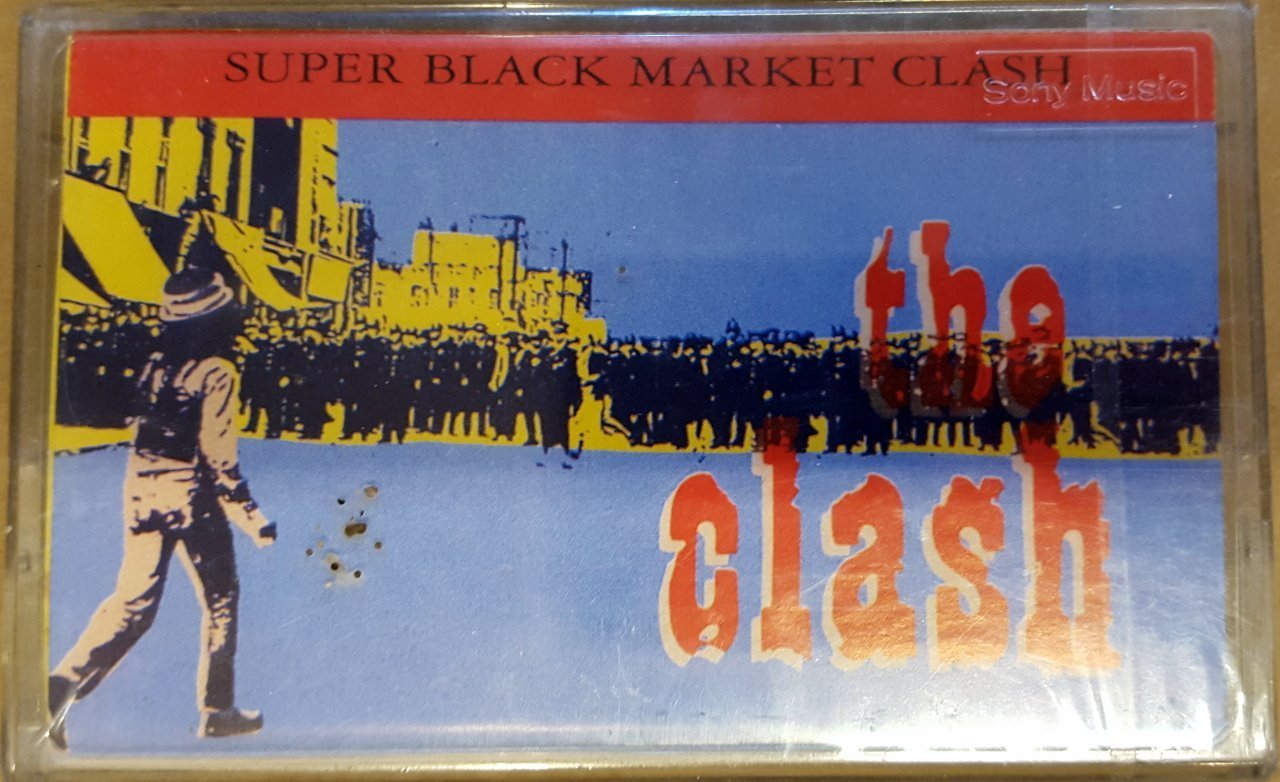 SUPER BLACK MARKET CLASH
Sony Music
the
clash